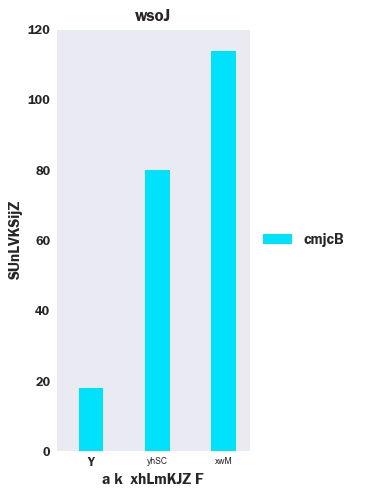 wsoJ
120
100
80
60
40
20
0
SUnLVKSijZ
Y yhSC xwM
a k xhLmKJZ F
cmjcB